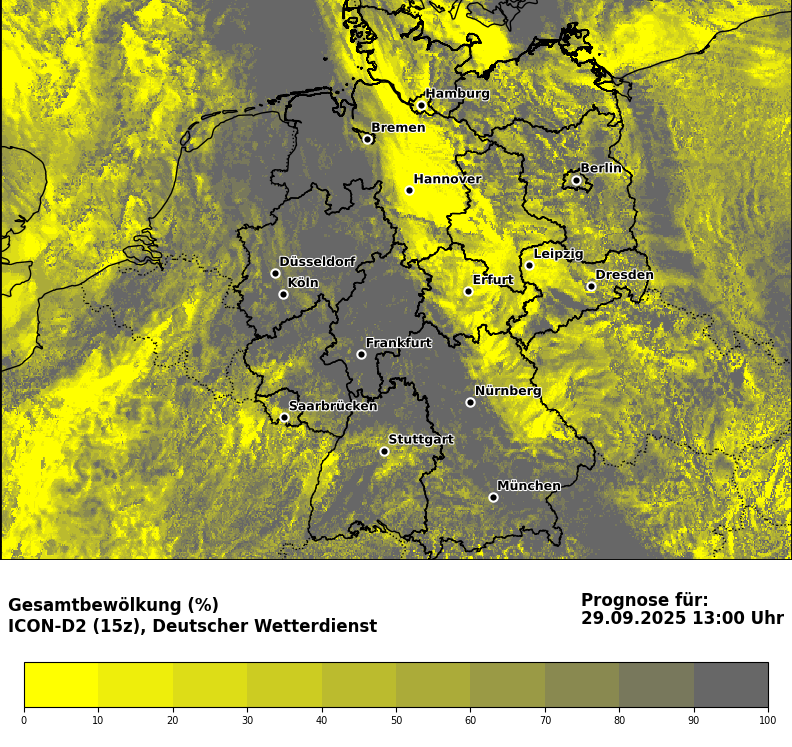 Hamburg
Bremen
Berlin
Hannover
Leipzig
Düsseldorf
Dresden
Köln
Erfurt
Frankfurt
Nürnberg
Saarbrücken
Stuttgart
München
Gesamtbewölkung (%)
ICON-D2 (15z), Deutscher Wetterdienst
Prognose für:
29.09.2025 13:00 Uhr
0 10 20 30 40 50 60 70 80 90 100